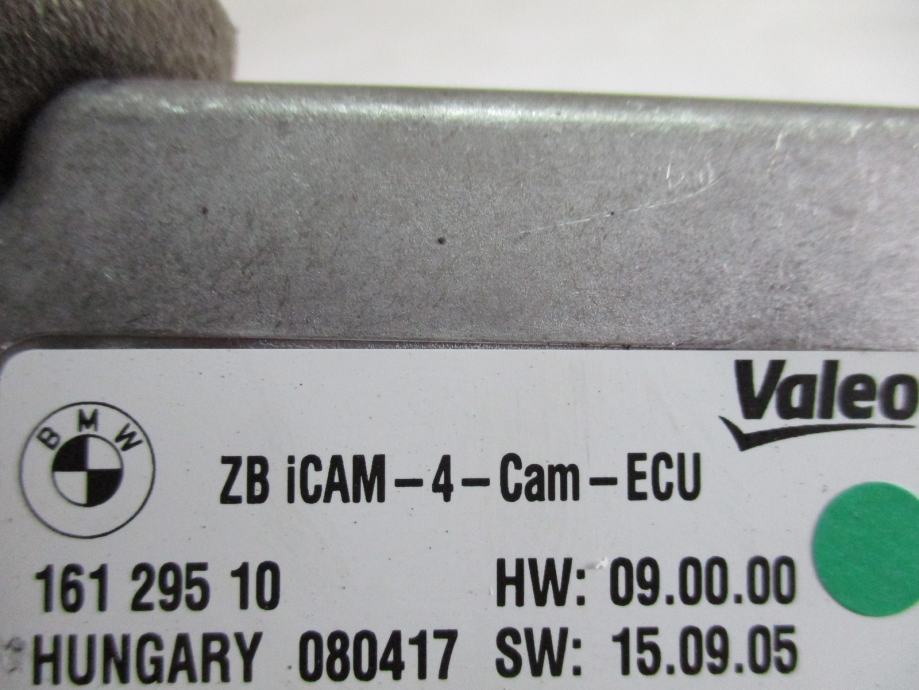 Valeo
BMW
ZB iCAM-4-Cam-ECU
161 295 10 HW: 09.00.00
HUNGARY 080417 SW: 15.09.05